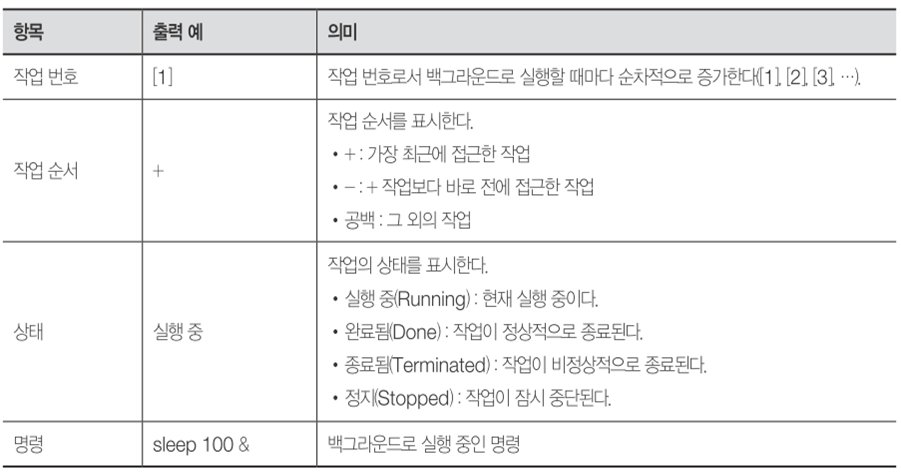 항목 출력 예 의미
작업 번호 [1] 작업 번호로서 백그라운드로 실행할 때마다 순차적으로 증가한다([1], [2], [3], …).
작업 순서 + 작업 순서를 표시한다.
• + : 가장 최근에 접근한 작업
• − : + 작업보다 바로 전에 접근한 작업
• 공백 : 그 외의 작업
상태 실행 중 작업의 상태를 표시한다.
• 실행 중(Running) : 현재 실행 중이다.
• 완료됨(Done) : 작업이 정상적으로 종료된다.
• 종료됨(Terminated) : 작업이 비정상적으로 종료된다.
• 정지(Stopped) : 작업이 잠시 중단된다.
명령 sleep 100 & 백그라운드로 실행 중인 명령